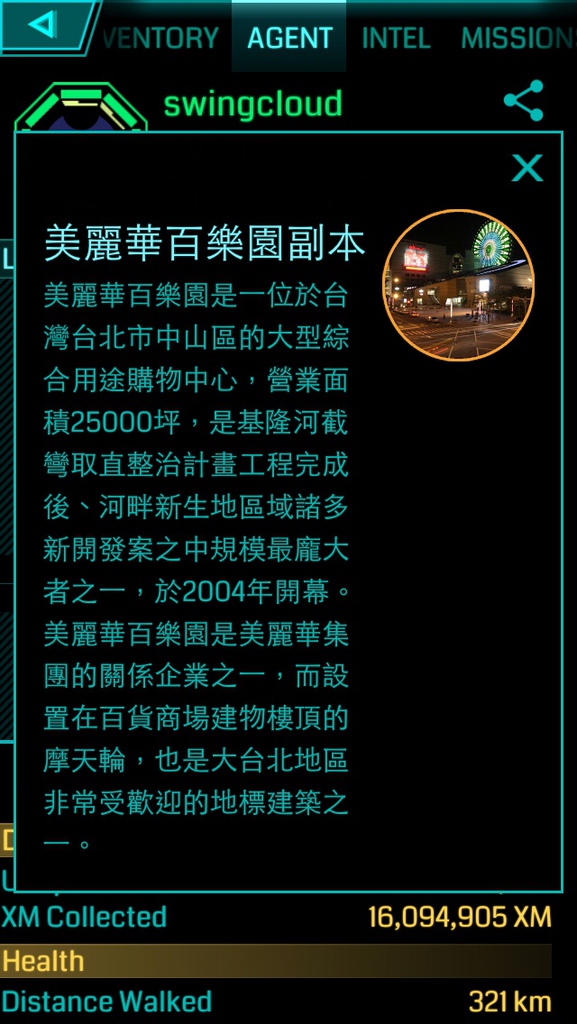 VENTORY AGENT INTEL MISSION
swingcloud
美麗華百樂園副本
美麗華百樂園是一位於台
灣台北市中山區的大型綜
合用途購物中心，營業面
積25000坪，是基隆河截
彎取直整治計畫工程完成
後、河畔新生地區域諸多
新開發案之中規模最龐大
者之一，於2004年開幕。
美麗華百樂園是美麗華集
團的關係企業之一，而設
置在百貨商場建物樓頂的
摩天輪，也是大台北地區
非常受歡迎的地標建築之
一。
XM Collected 16,094,905 XM
Health
Distance Walked 321 km